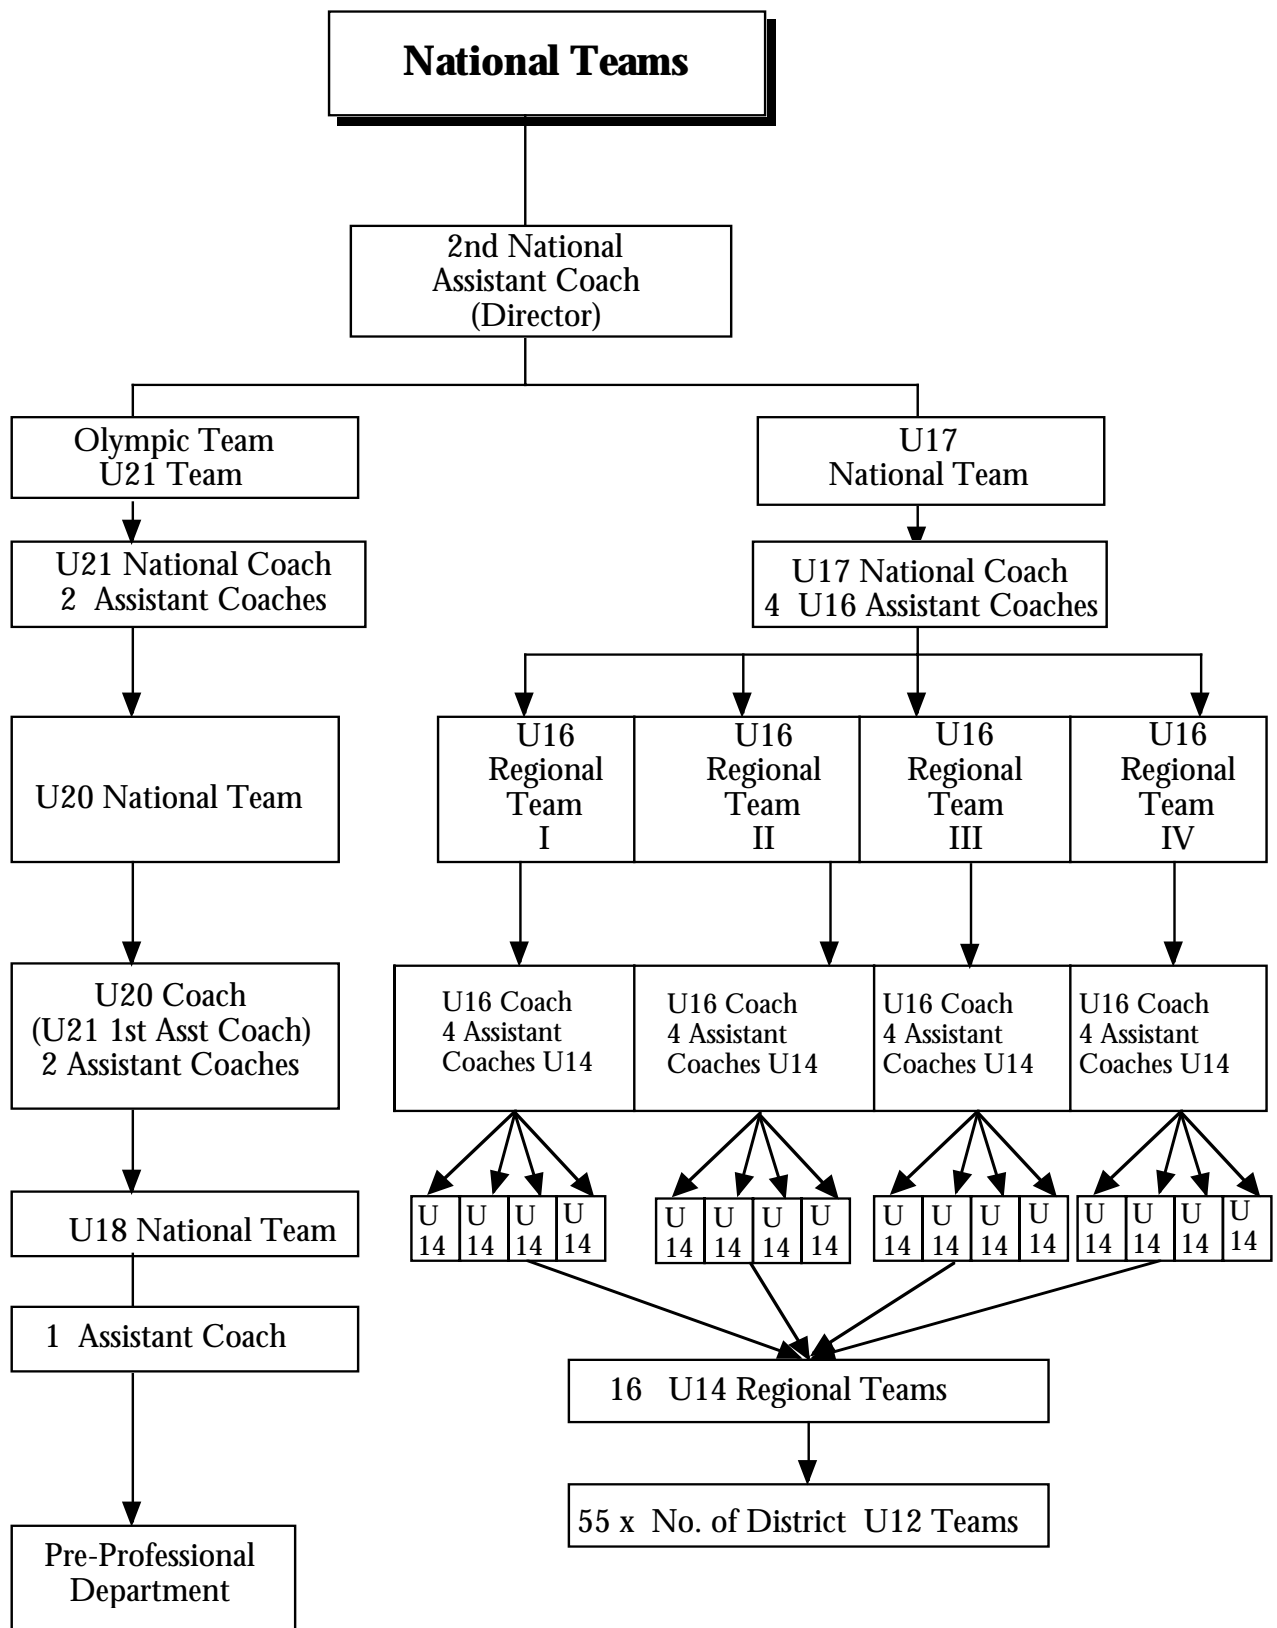 National Teams
2nd National
Assistant Coach
(Director)
Olympic Team
U21 Team
U17
National Team
U21 National Coach
2 Assistant Coaches
U17 National Coach
4 U16 Assistant Coaches
U20 National Team
U16
Regional
Team
I
U16
Regional
Team
II
U16
Regional
Team
III
U16
Regional
Team
IV
U20 Coach
(U21 1st Asst Coach)
2 Assistant Coaches
U16 Coach
4 Assistant
Coaches U14
U16 Coach
4 Assistant
Coaches U14
U16 Coach
4 Assistant
Coaches U14
U16 Coach
4 Assistant
Coaches U14
U18 National Team
U
14
U
14
U
14
U
14
U
14
U
14
U
14
U
14
U
14
U
14
U
14
U
14
U
14
U
14
U
14
U
14
1 Assistant Coach
16 U14 Regional Teams
55 x No. of District U12 Teams
Pre-Professional
Department